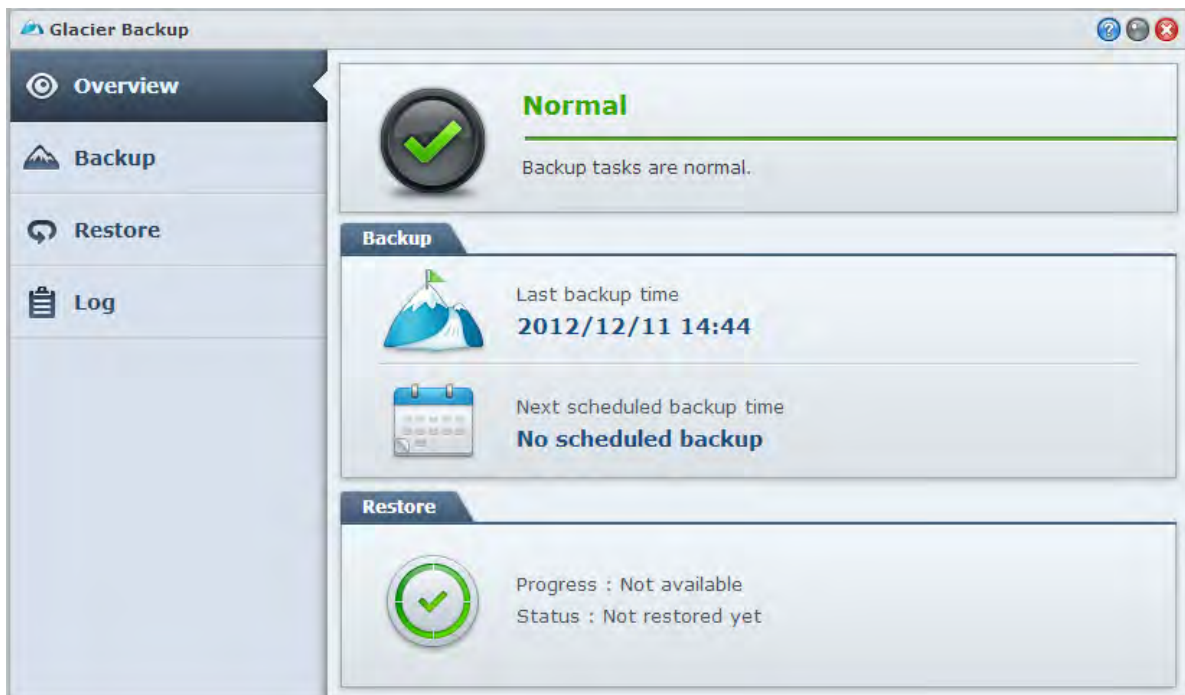 Glacier Backup
Overview
Backup
Restore
Log
Normal
Backup tasks are normal.
Backup
Last backup time
2012/12/11 14:44
Next scheduled backup time
No scheduled backup
Restore
Progress : Not available
Status : Not restored yet